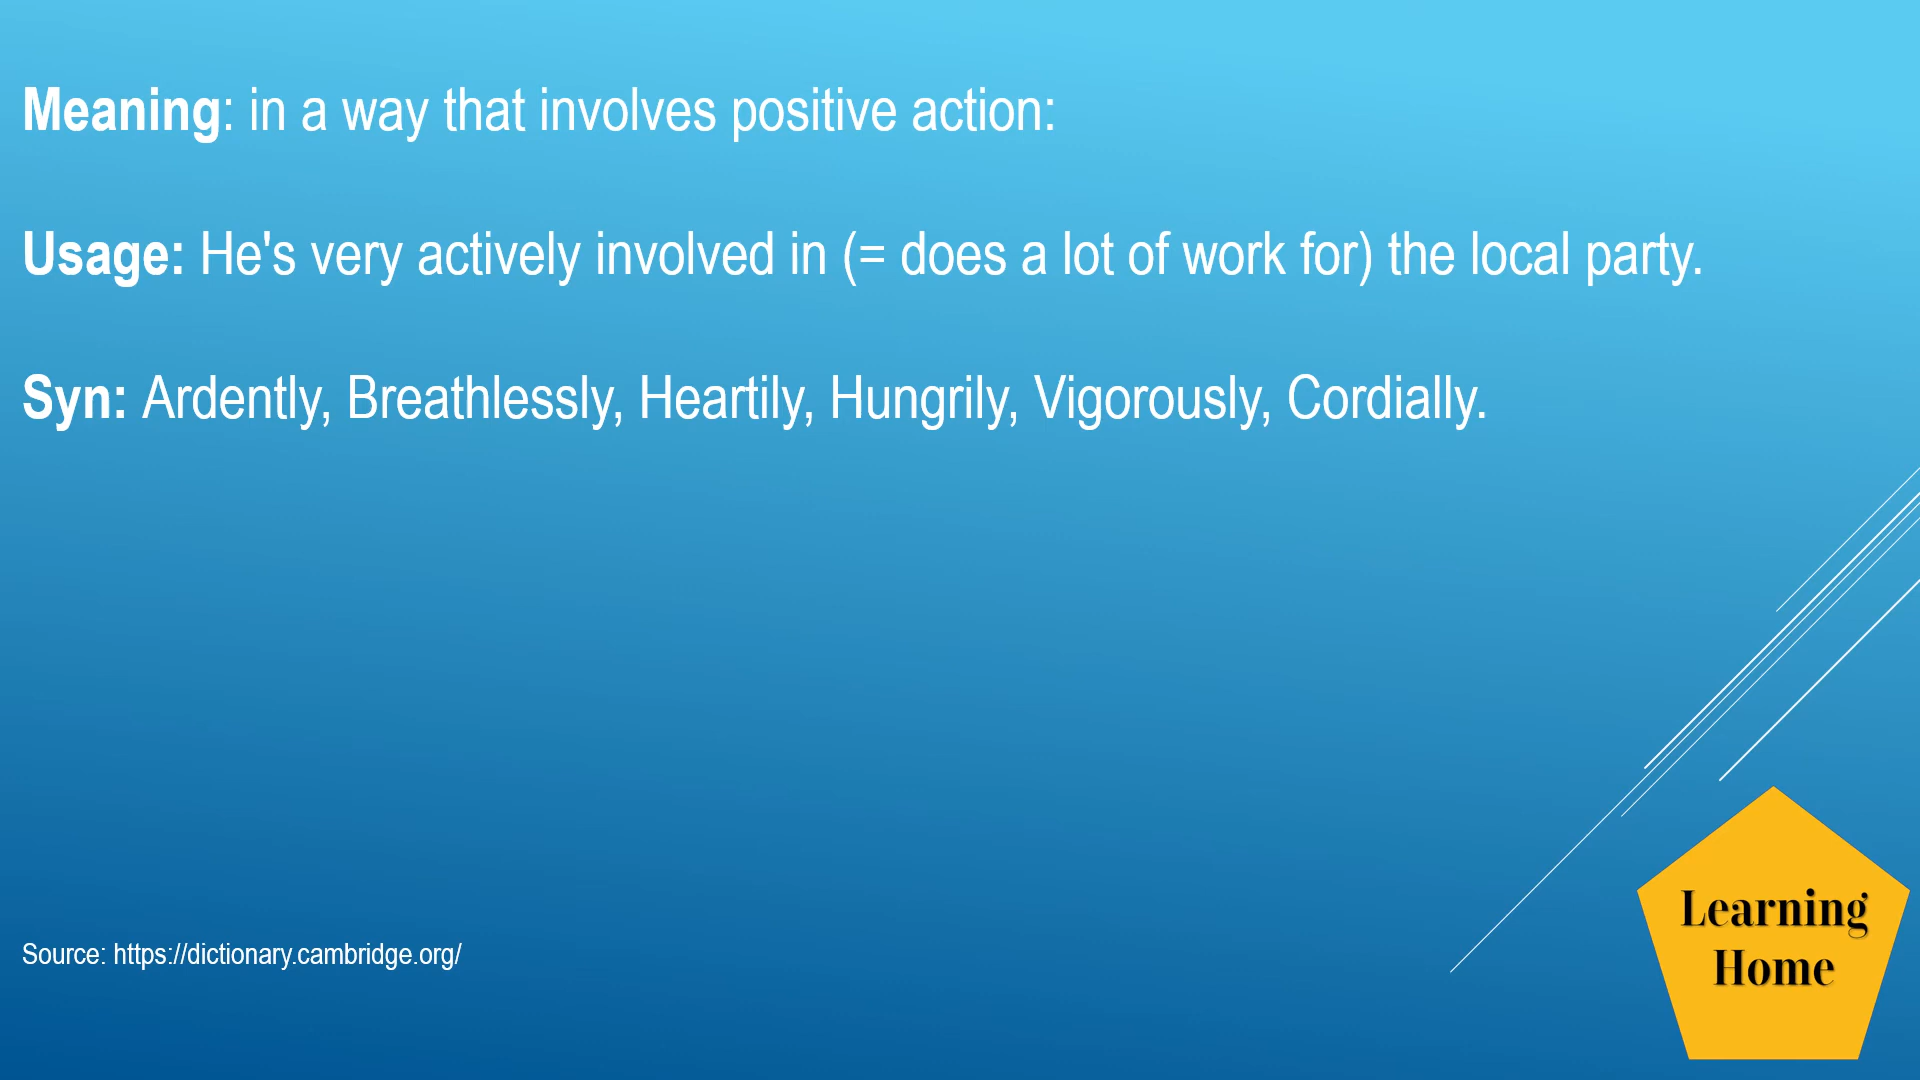 Meaning: in a way that involves positive action:
Usage: He's very actively involved in (= does a lot of work for) the local party.
Syn: Ardently, Breathlessly, Heartily, Hungrily, Vigorously, Cordially.
Source: https://dictionary.cambridge.org/
Learning
Home